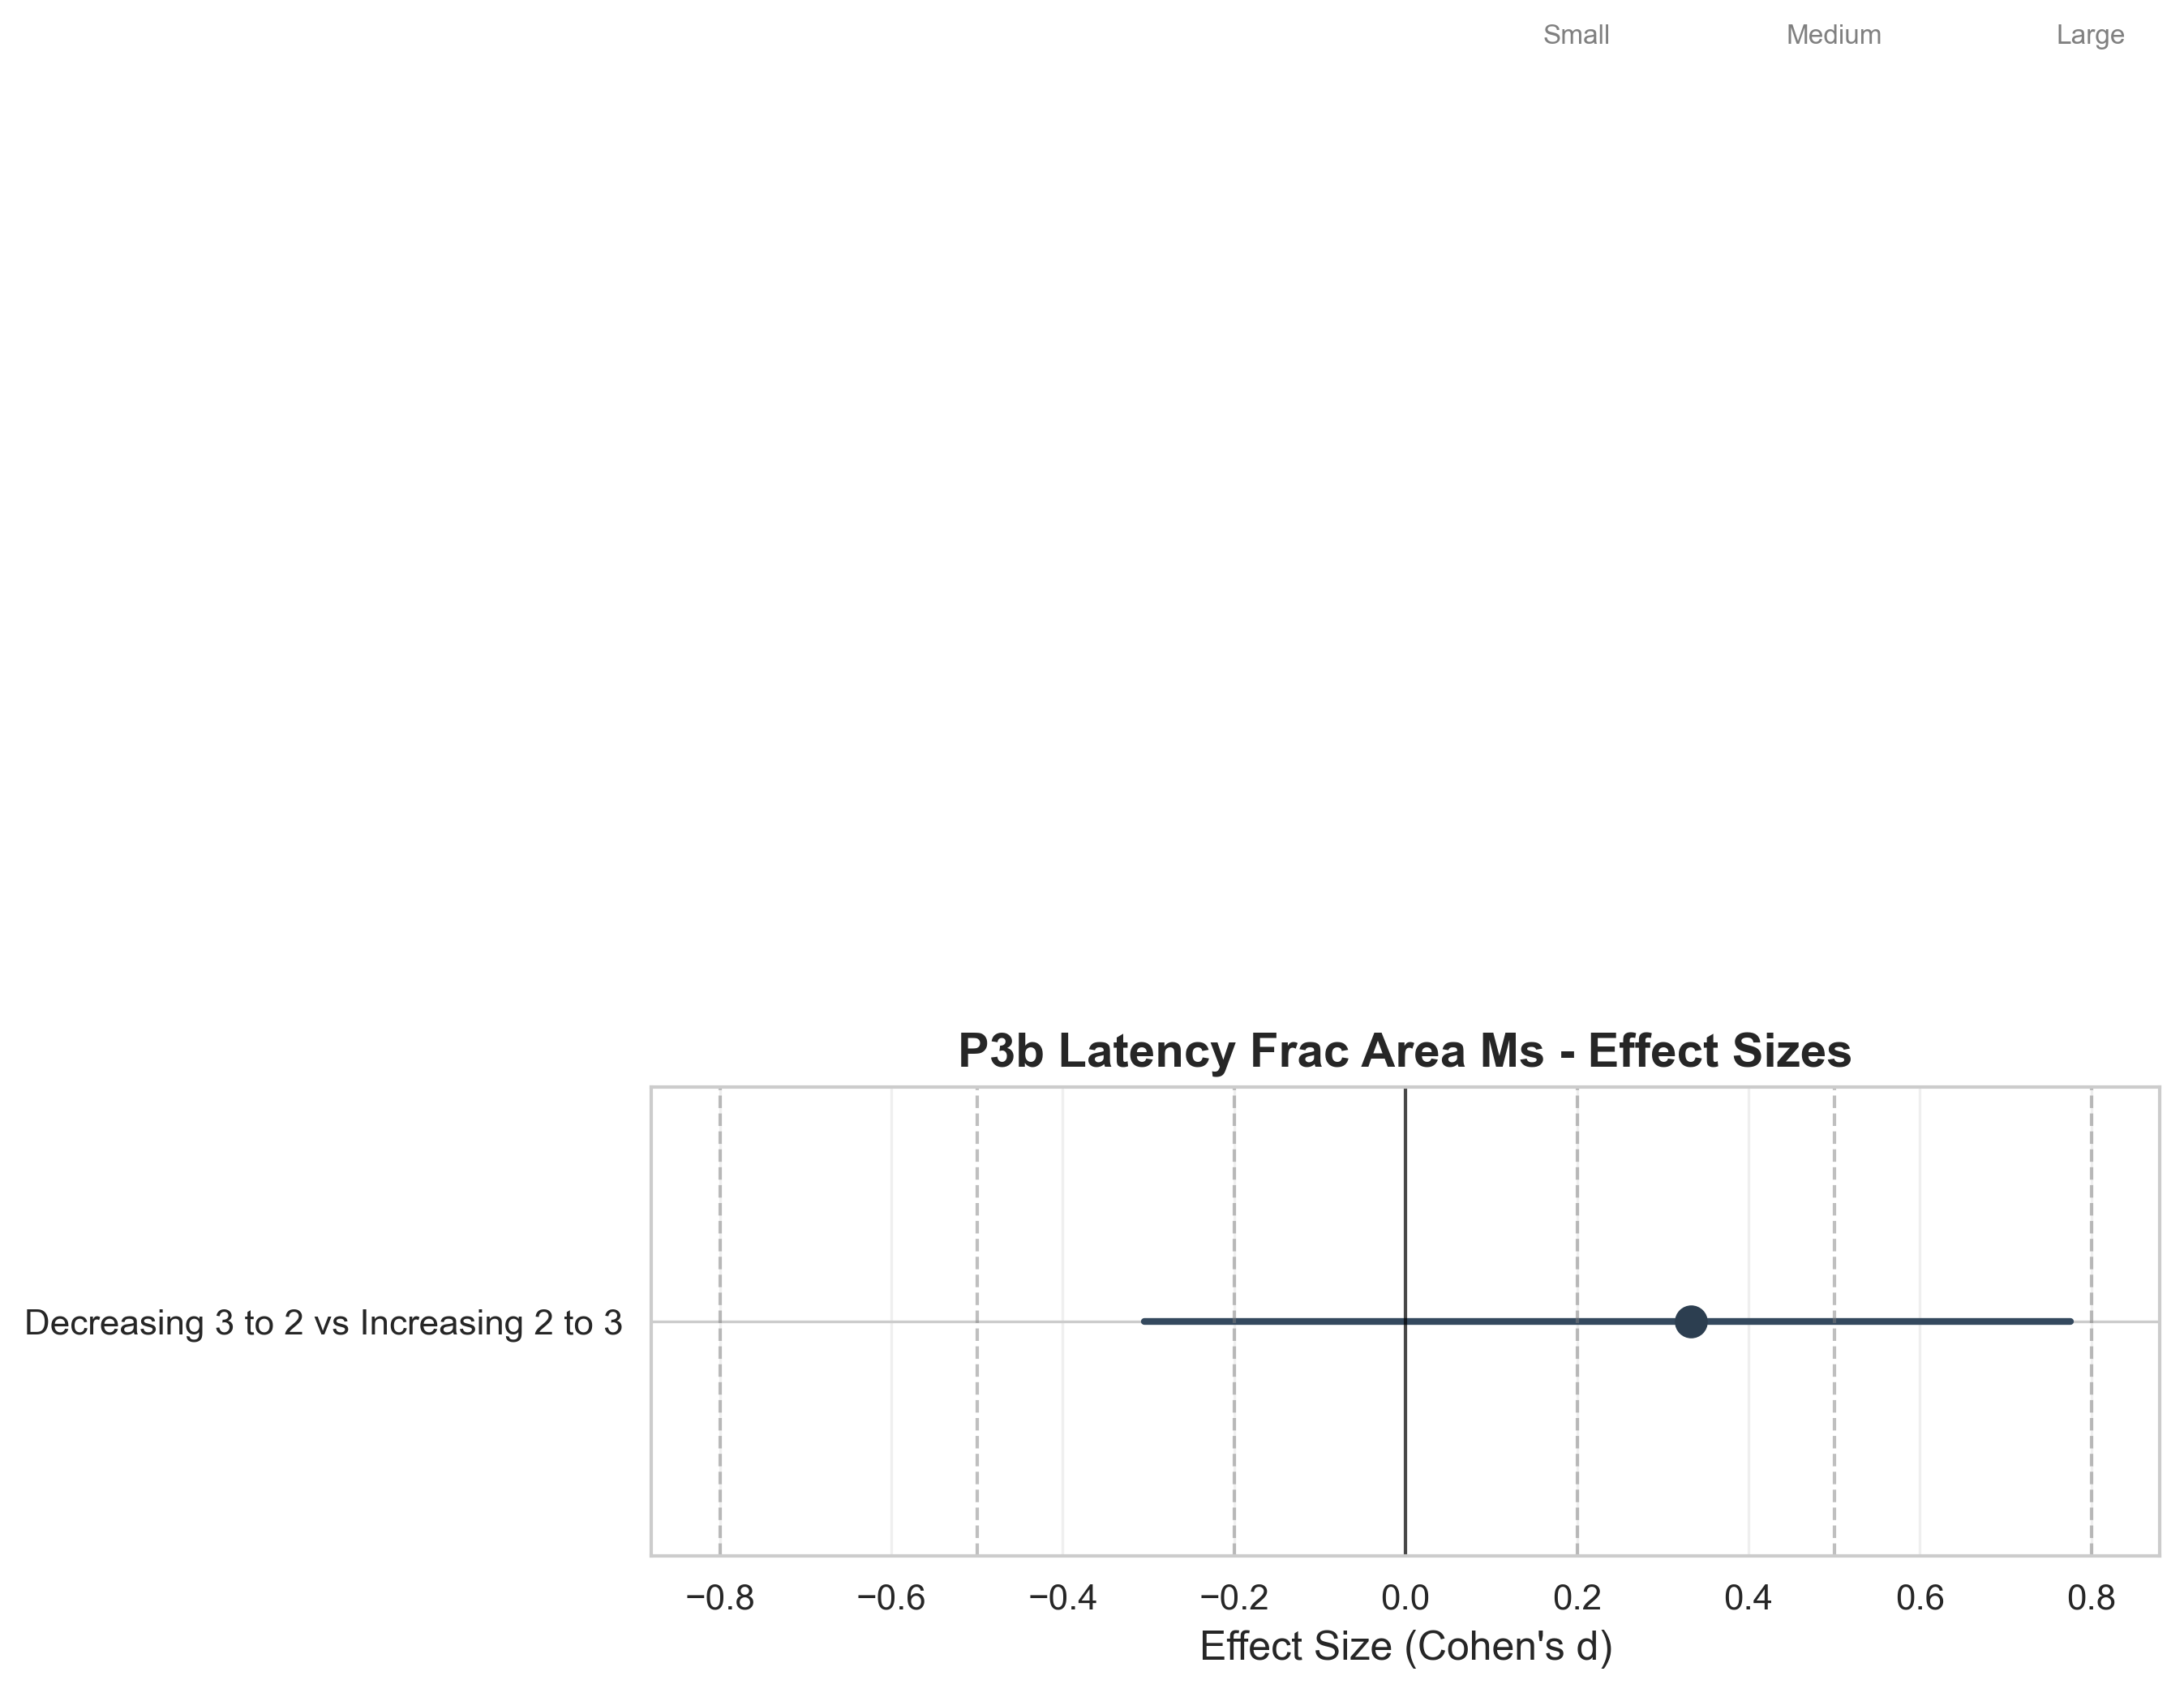 Small Medium Large
P3b Latency Frac Area Ms - Effect Sizes
Decreasing 3 to 2 vs Increasing 2 to 3
−0.8 −0.6 −0.4 −0.2 0.0 0.2 0.4 0.6 0.8
Effect Size (Cohen's d)